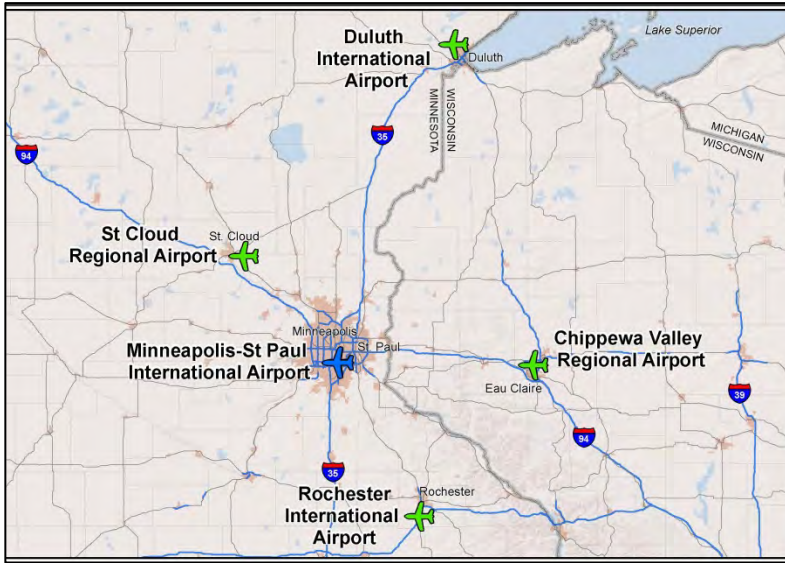 Duluth
International
Airport
Duluth
Lake Superior
MINNESOTA
WISCONSIN
MICHIGAN
WISCONSIN
35
94
St Cloud
Regional Airport
St. Cloud
Minneapolis
St. Paul
Minneapolis-St Paul
International Airport
Chippewa Valley
Regional Airport
Eau Claire
39
94
35
Rochester
International
Airport
Rochester